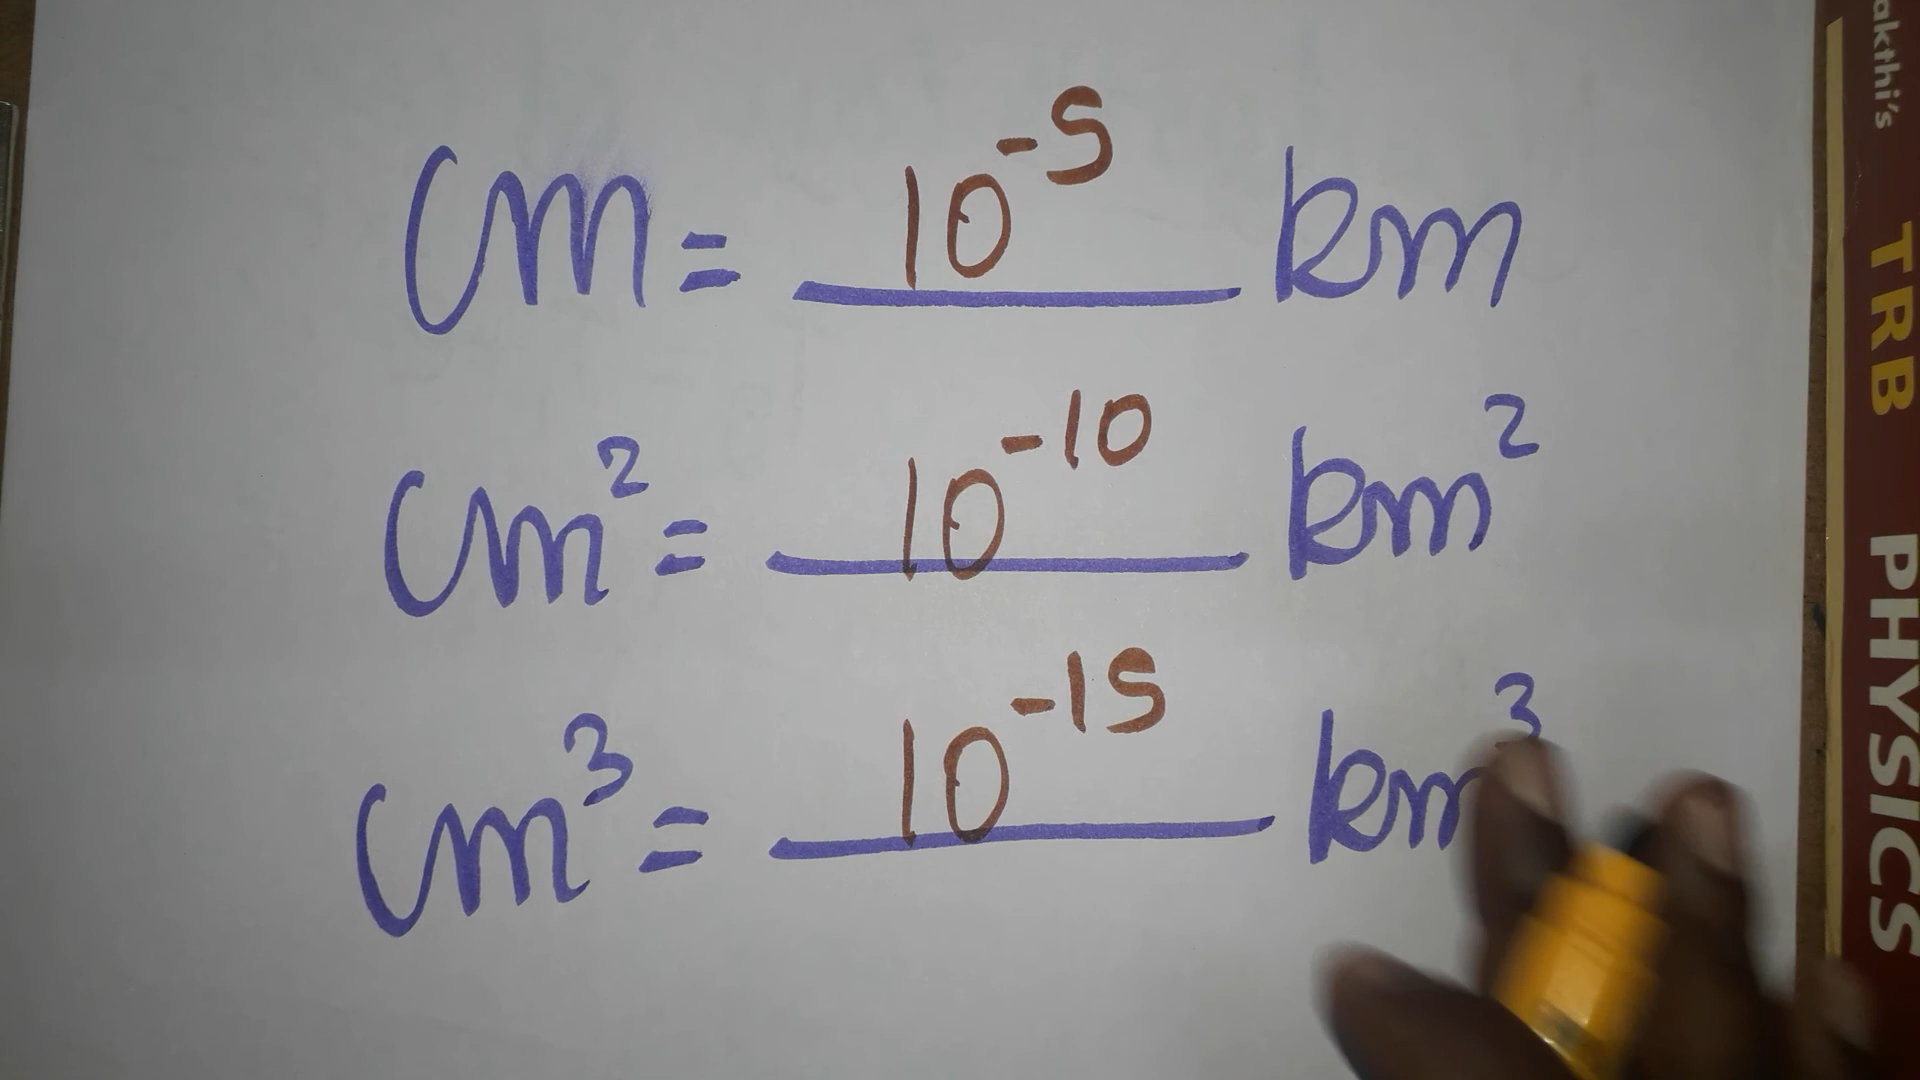 cm = 10⁻⁵ km
cm² = 10⁻¹⁰ km²
cm³ = 10⁻¹⁵ km³
akthi's TRB PHYSICS